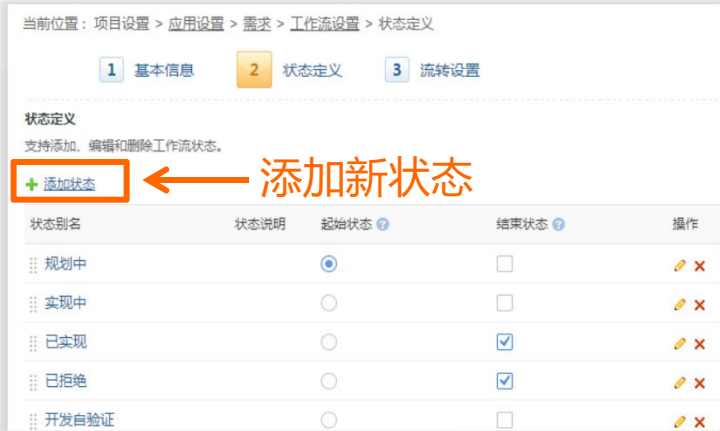 当前位置：项目设置 > 应用设置 > 需求 > 工作流设置 > 状态定义
1 基本信息 2 状态定义 3 流转设置
状态定义
支持添加、编辑和删除工作流状态。
添加状态 添加新状态
状态别名 状态说明 起始状态 结束状态 操作
规划中
实现中
已实现
已拒绝
开发自验证